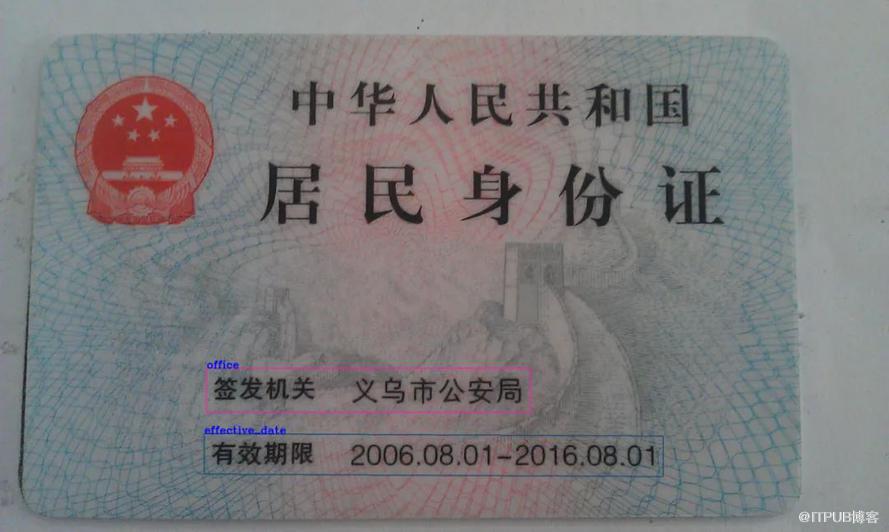 中华人民共和国
居民身份证
office
签发机关 义乌市公安局
effective_date
有效期限 2006.08.01-2016.08.01
@ITPUB博客